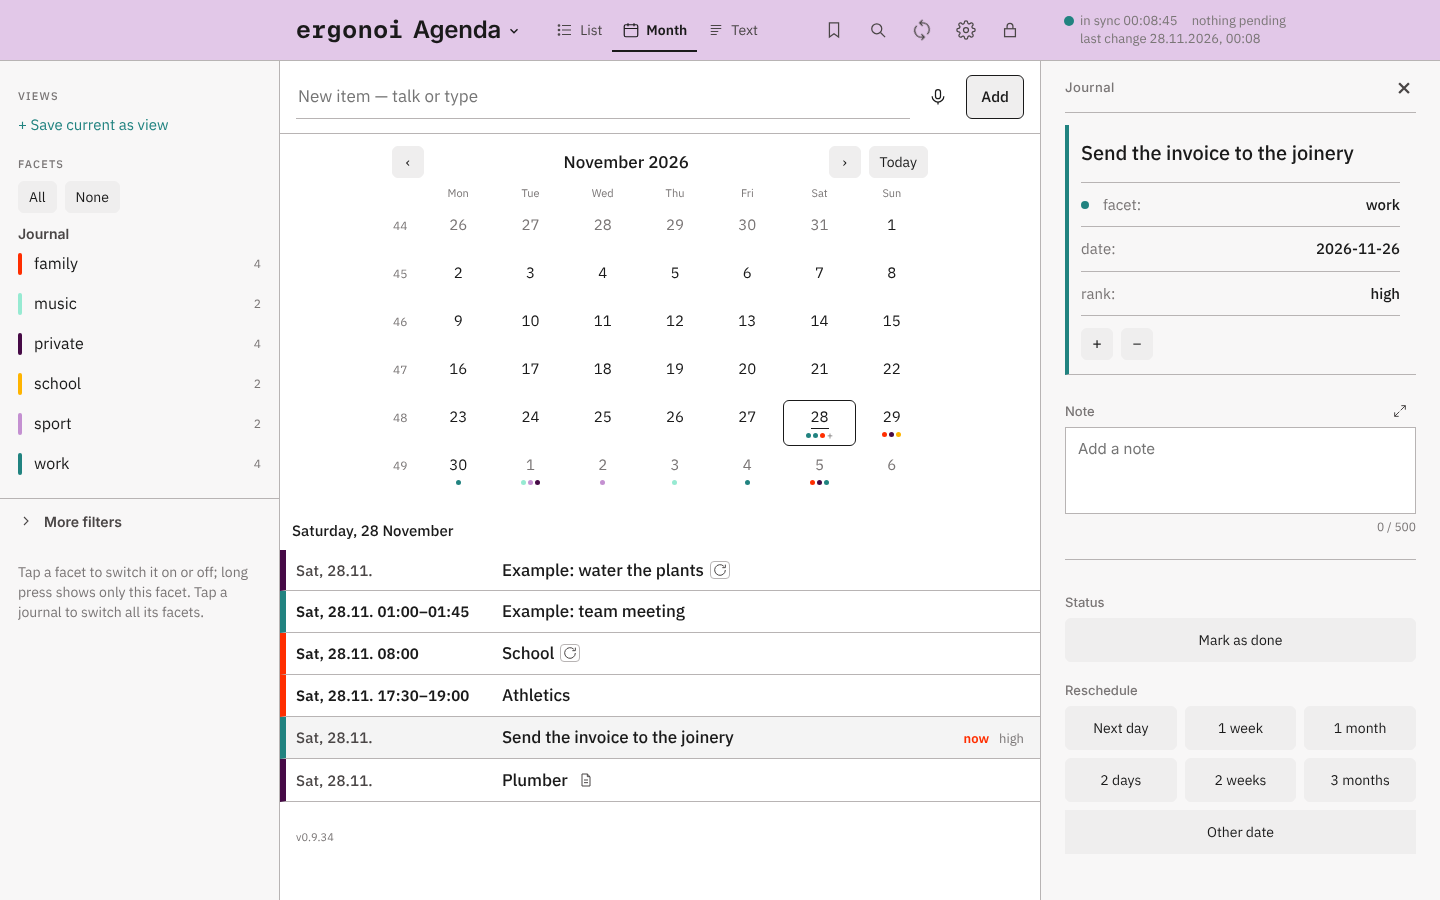 ergonoi Agenda
List
Month
Text
in sync 00:08:45 nothing pending
last change 28.11.2026, 00:08
VIEWS
+ Save current as view
FACETS
All None
Journal
family 4
music 2
private 4
school 2
sport 2
work 4
More filters
Tap a facet to switch it on or off; long
press shows only this facet. Tap a
journal to switch all its facets.
New item — talk or type
Add
‹ November 2026 › Today
Mon Tue Wed Thu Fri Sat Sun
44 26 27 28 29 30 31 1
45 2 3 4 5 6 7 8
46 9 10 11 12 13 14 15
47 16 17 18 19 20 21 22
48 23 24 25 26 27 28 29
+
49 30 1 2 3 4 5 6
Saturday, 28 November
Sat, 28.11. Example: water the plants
Sat, 28.11. 01:00–01:45 Example: team meeting
Sat, 28.11. 08:00 School
Sat, 28.11. 17:30–19:00 Athletics
Sat, 28.11. Send the invoice to the joinery now high
Sat, 28.11. Plumber
v0.9.34
Journal
Send the invoice to the joinery
facet: work
date: 2026-11-26
rank: high
+ −
Note
Add a note
0 / 500
Status
Mark as done
Reschedule
Next day 1 week 1 month
2 days 2 weeks 3 months
Other date